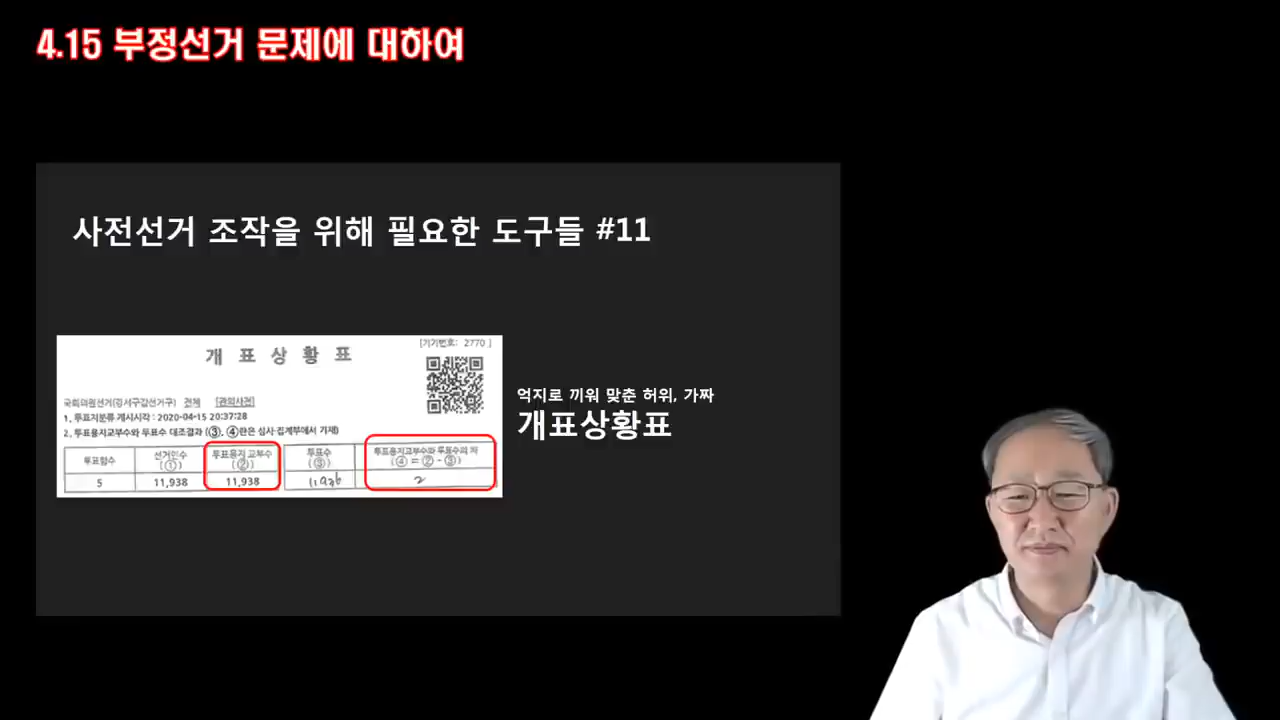 4.15 부정선거 문제에 대하여
사전선거 조작을 위해 필요한 도구들 #11
[기기번호: 2770 ]
개 표 상 황 표
국회의원선거(강서구갑선거구) 전체 [관외사전]
1. 투표지분류 개시시각 : 2020-04-15 20:37:28
2. 투표용지교부수와 투표수 대조결과 (③, ④란은 심사·집계부에서 기재)
투표함수 선거인수 (①) 투표용지 교부수 (②) 투표수 (③) 투표용지교부수와 투표수의 차 (④ = ② - ③)
5 11,938 11,938 11,936 2
억지로 끼워 맞춘 허위, 가짜
개표상황표